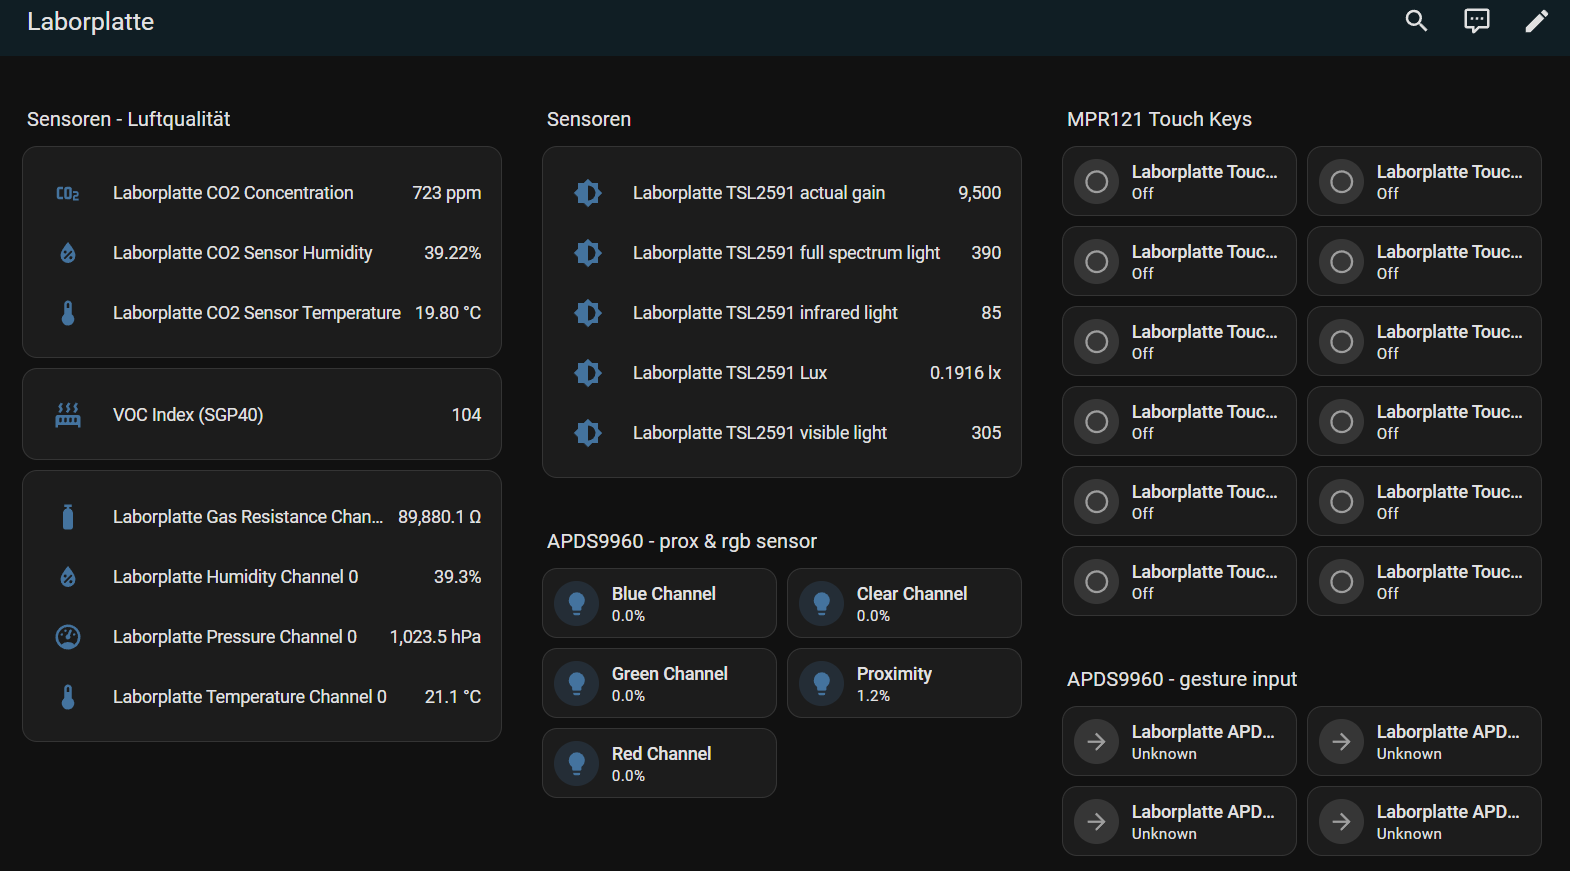 Laborplatte
Sensoren - Luftqualität
CO2
Laborplatte CO2 Concentration 723 ppm
Laborplatte CO2 Sensor Humidity 39.22%
Laborplatte CO2 Sensor Temperature 19.80 °C
VOC Index (SGP40) 104
Laborplatte Gas Resistance Chan... 89,880.1 Ω
Laborplatte Humidity Channel 0 39.3%
Laborplatte Pressure Channel 0 1,023.5 hPa
Laborplatte Temperature Channel 0 21.1 °C
Sensoren
Laborplatte TSL2591 actual gain 9,500
Laborplatte TSL2591 full spectrum light 390
Laborplatte TSL2591 infrared light 85
Laborplatte TSL2591 Lux 0.1916 lx
Laborplatte TSL2591 visible light 305
APDS9960 - prox & rgb sensor
Blue Channel
0.0%
Clear Channel
0.0%
Green Channel
0.0%
Proximity
1.2%
Red Channel
0.0%
MPR121 Touch Keys
Laborplatte Touc...
Off
Laborplatte Touc...
Off
Laborplatte Touc...
Off
Laborplatte Touc...
Off
Laborplatte Touc...
Off
Laborplatte Touc...
Off
Laborplatte Touc...
Off
Laborplatte Touc...
Off
Laborplatte Touc...
Off
Laborplatte Touc...
Off
Laborplatte Touc...
Off
Laborplatte Touc...
Off
APDS9960 - gesture input
Laborplatte APD...
Unknown
Laborplatte APD...
Unknown
Laborplatte APD...
Unknown
Laborplatte APD...
Unknown